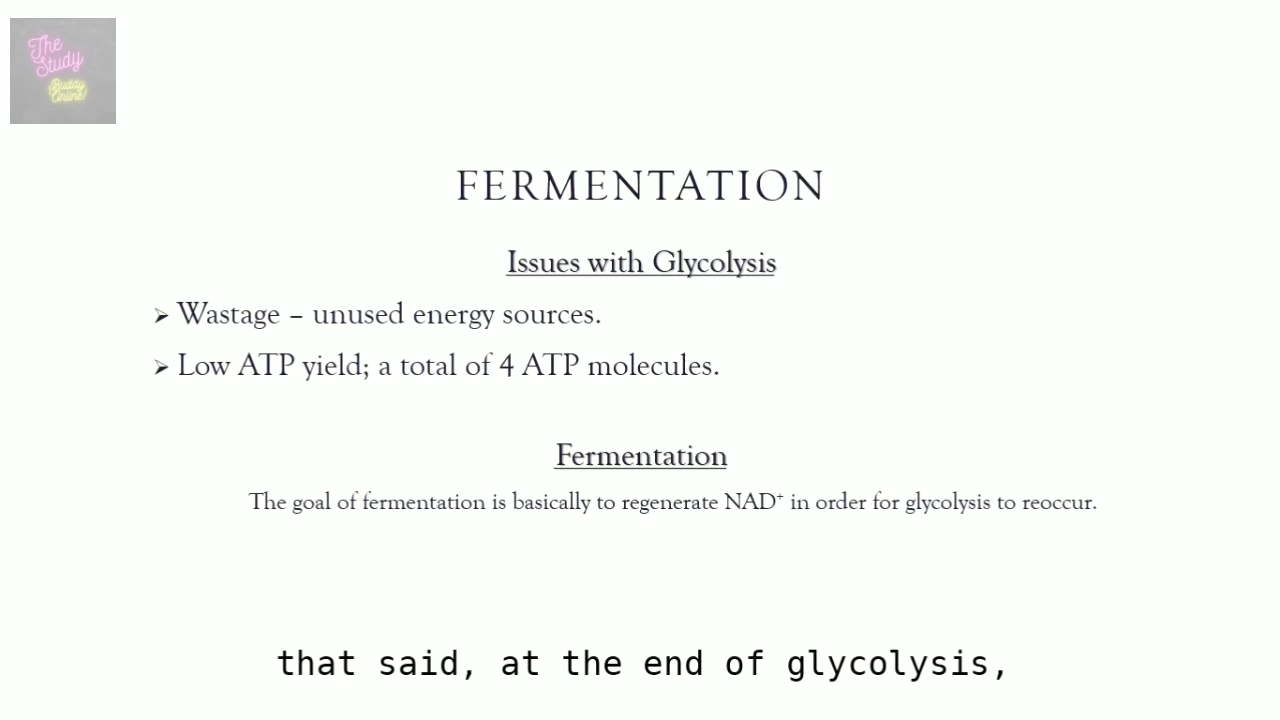 The
Study
Buddy
Online!
FERMENTATION
Issues with Glycolysis
➢ Wastage – unused energy sources.
➢ Low ATP yield; a total of 4 ATP molecules.
Fermentation
The goal of fermentation is basically to regenerate NAD⁺ in order for glycolysis to reoccur.
that said, at the end of glycolysis,